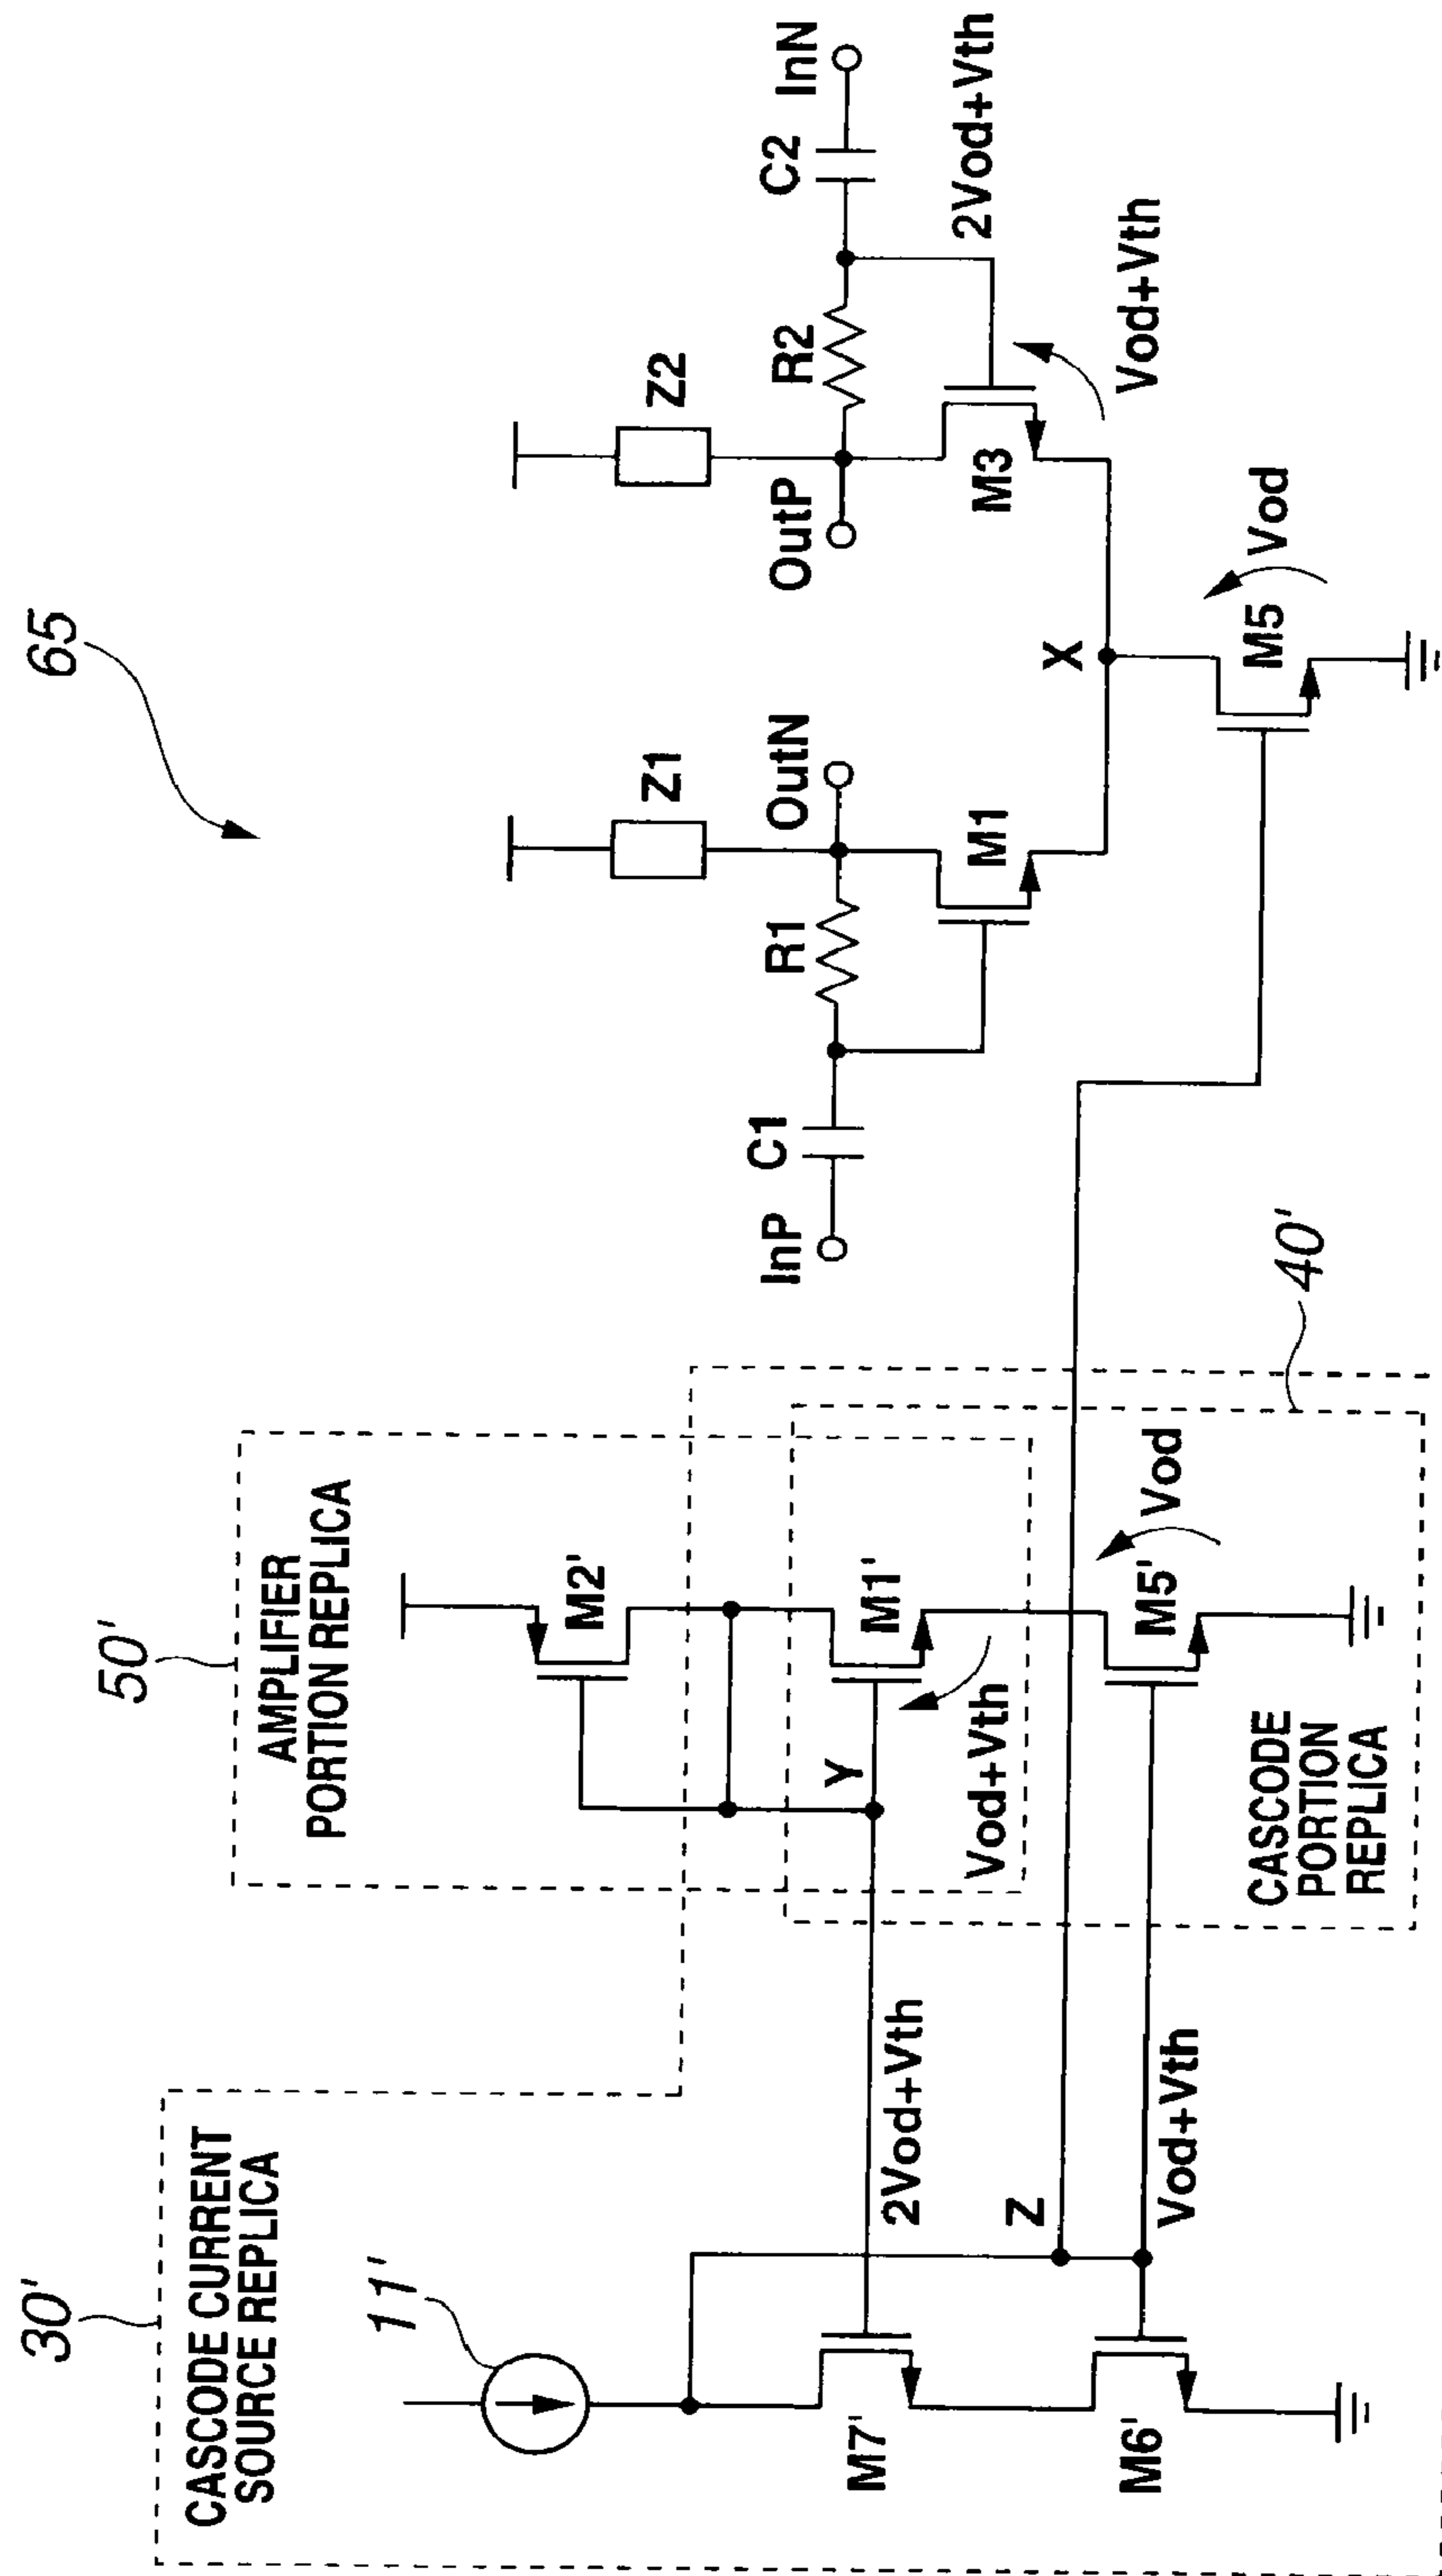 65
30'
CASCODE CURRENT
SOURCE REPLICA
11'
M7'
M6'
2Vod+Vth
Z
Vod+Vth
50'
AMPLIFIER
PORTION REPLICA
M2'
Y
M1'
Vod+Vth
M5'
Vod
CASCODE
PORTION
REPLICA
40'
InP
C1
R1
Z1
OutN
M1
X
M5
Vod
Z2
OutP
R2
M3
C2
InN
2Vod+Vth
Vod+Vth